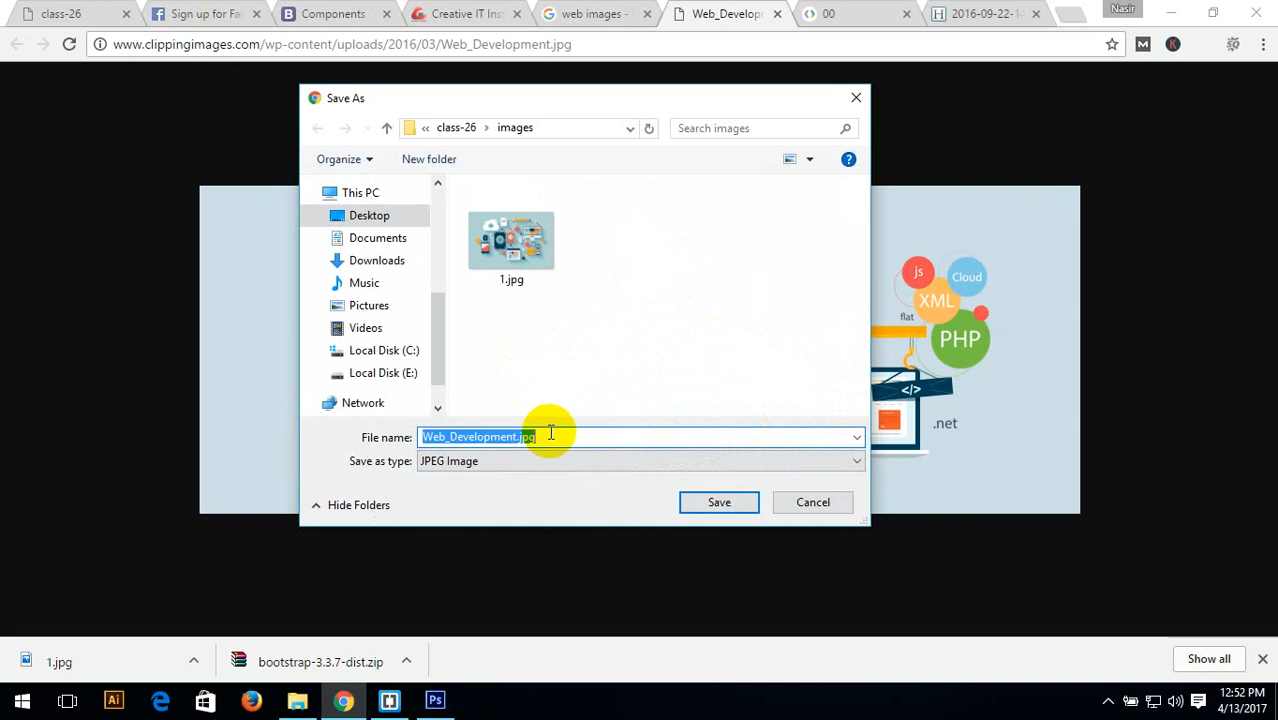 class-26
Sign up for Fa
Components
Creative IT Ins
web images -
Web_Develop
00
2016-09-22-1
Nasir
www.clippingimages.com/wp-content/uploads/2016/03/Web_Development.jpg
M
K
Save As
« class-26 › images
Search images
Organize
New folder
?
This PC
Desktop
Documents
Downloads
Music
Pictures
Videos
Local Disk (C:)
Local Disk (E:)
Network
1.jpg
File name:
Web_Development.jpg
Save as type:
JPEG Image
Hide Folders
Save
Cancel
js
Cloud
XML
flat
PHP
</>
.net
1.jpg
bootstrap-3.3.7-dist.zip
Show all
Ai
Ps
12:52 PM
4/13/2017